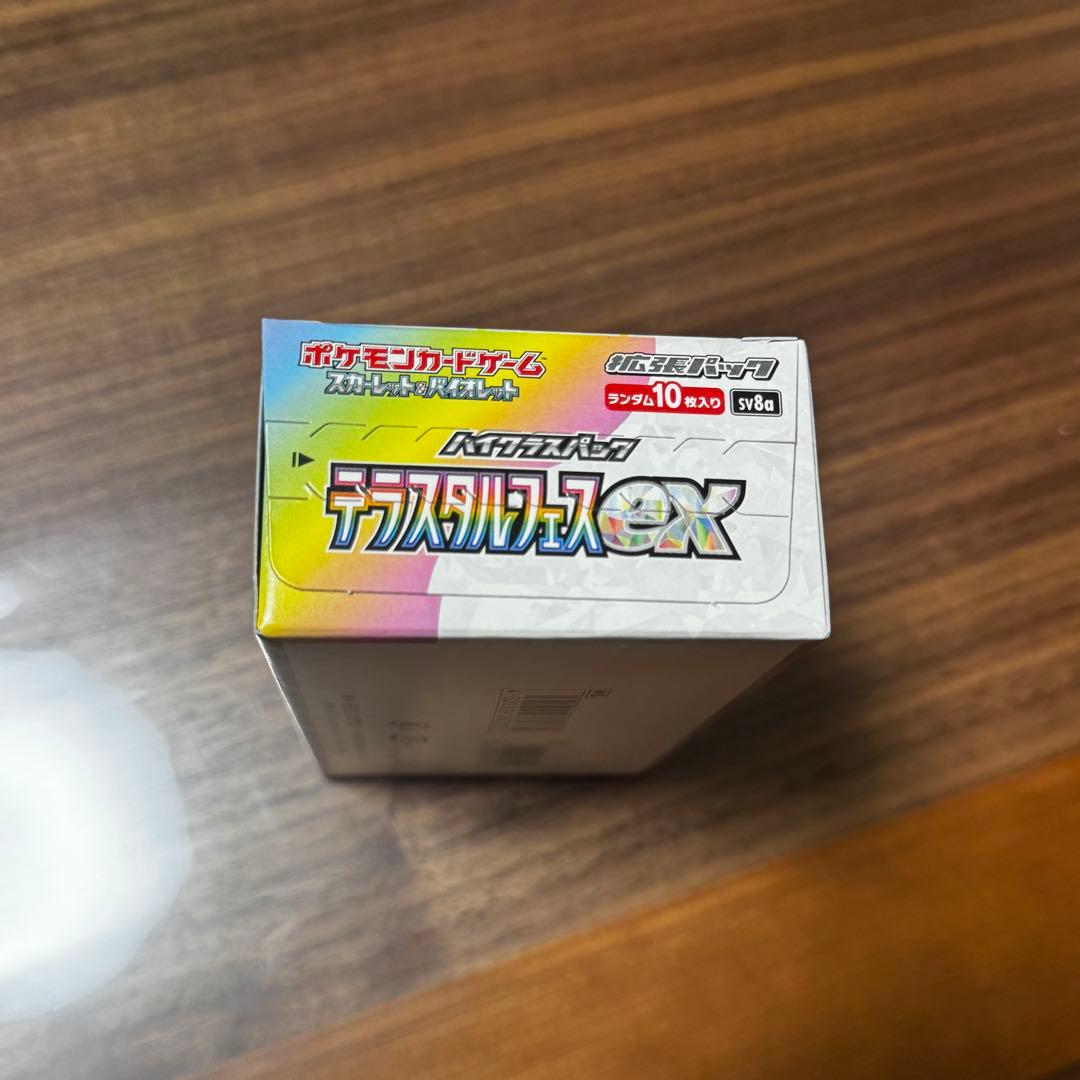 ポケモンカードゲーム
スカーレット&バイオレット
拡張パック
ランダム10枚入り sv8a
ハイクラスパック
テラスタルフェスex